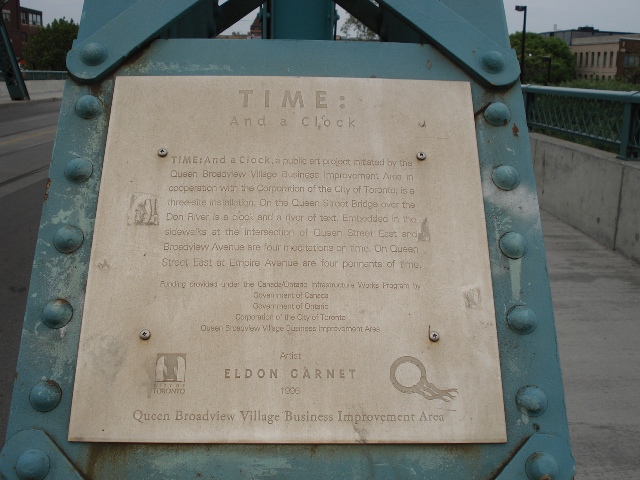 TIME:
And a Clock
TIME: And a Clock, a public art project initiated by the
Queen Broadview Village Business Improvement Area in
cooperation with the Corporation of the City of Toronto, is a
three-site installation. On the Queen Street Bridge over the
Don River is a clock and a river of text. Embedded in the
sidewalks at the intersection of Queen Street East and
Broadview Avenue are four meditations on time. On Queen
Street East at Empire Avenue are four pennants of time.
Funding provided under the Canada/Ontario Infrastructure Works Program by
Government of Canada
Government of Ontario
Corporation of the City of Toronto
Queen Broadview Village Business Improvement Area
Artist
ELDON GARNET
1996
TORONTO
Queen Broadview Village Business Improvement Area